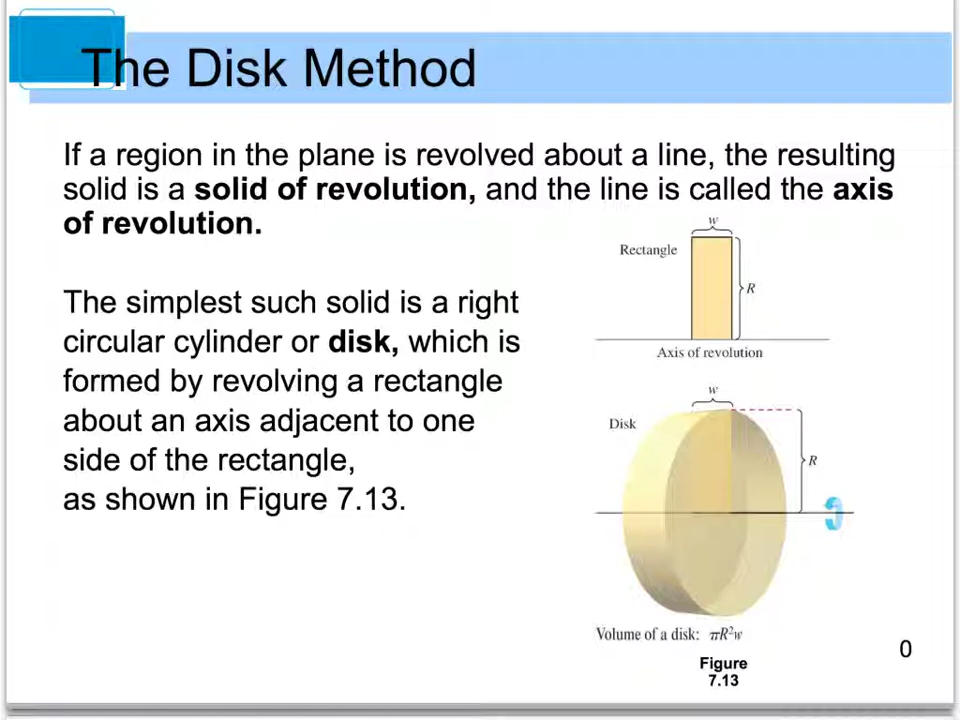 The Disk Method
If a region in the plane is revolved about a line, the resulting
solid is a solid of revolution, and the line is called the axis
of revolution.
The simplest such solid is a right
circular cylinder or disk, which is
formed by revolving a rectangle
about an axis adjacent to one
side of the rectangle,
as shown in Figure 7.13.
w
Rectangle
R
Axis of revolution
w
Disk
R
Volume of a disk: πR²w
Figure
7.13
0